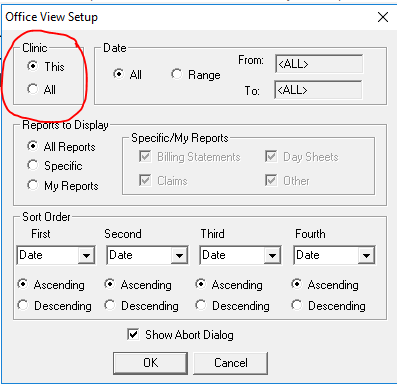 Office View Setup
Clinic
This
All
Date
All Range
From: <ALL>
To: <ALL>
Reports to Display
All Reports
Specific
My Reports
Specific/My Reports
Billing Statements Day Sheets
Claims Other
Sort Order
First Second Third Fourth
Date Date Date Date
Ascending Ascending Ascending Ascending
Descending Descending Descending Descending
Show Abort Dialog
OK Cancel